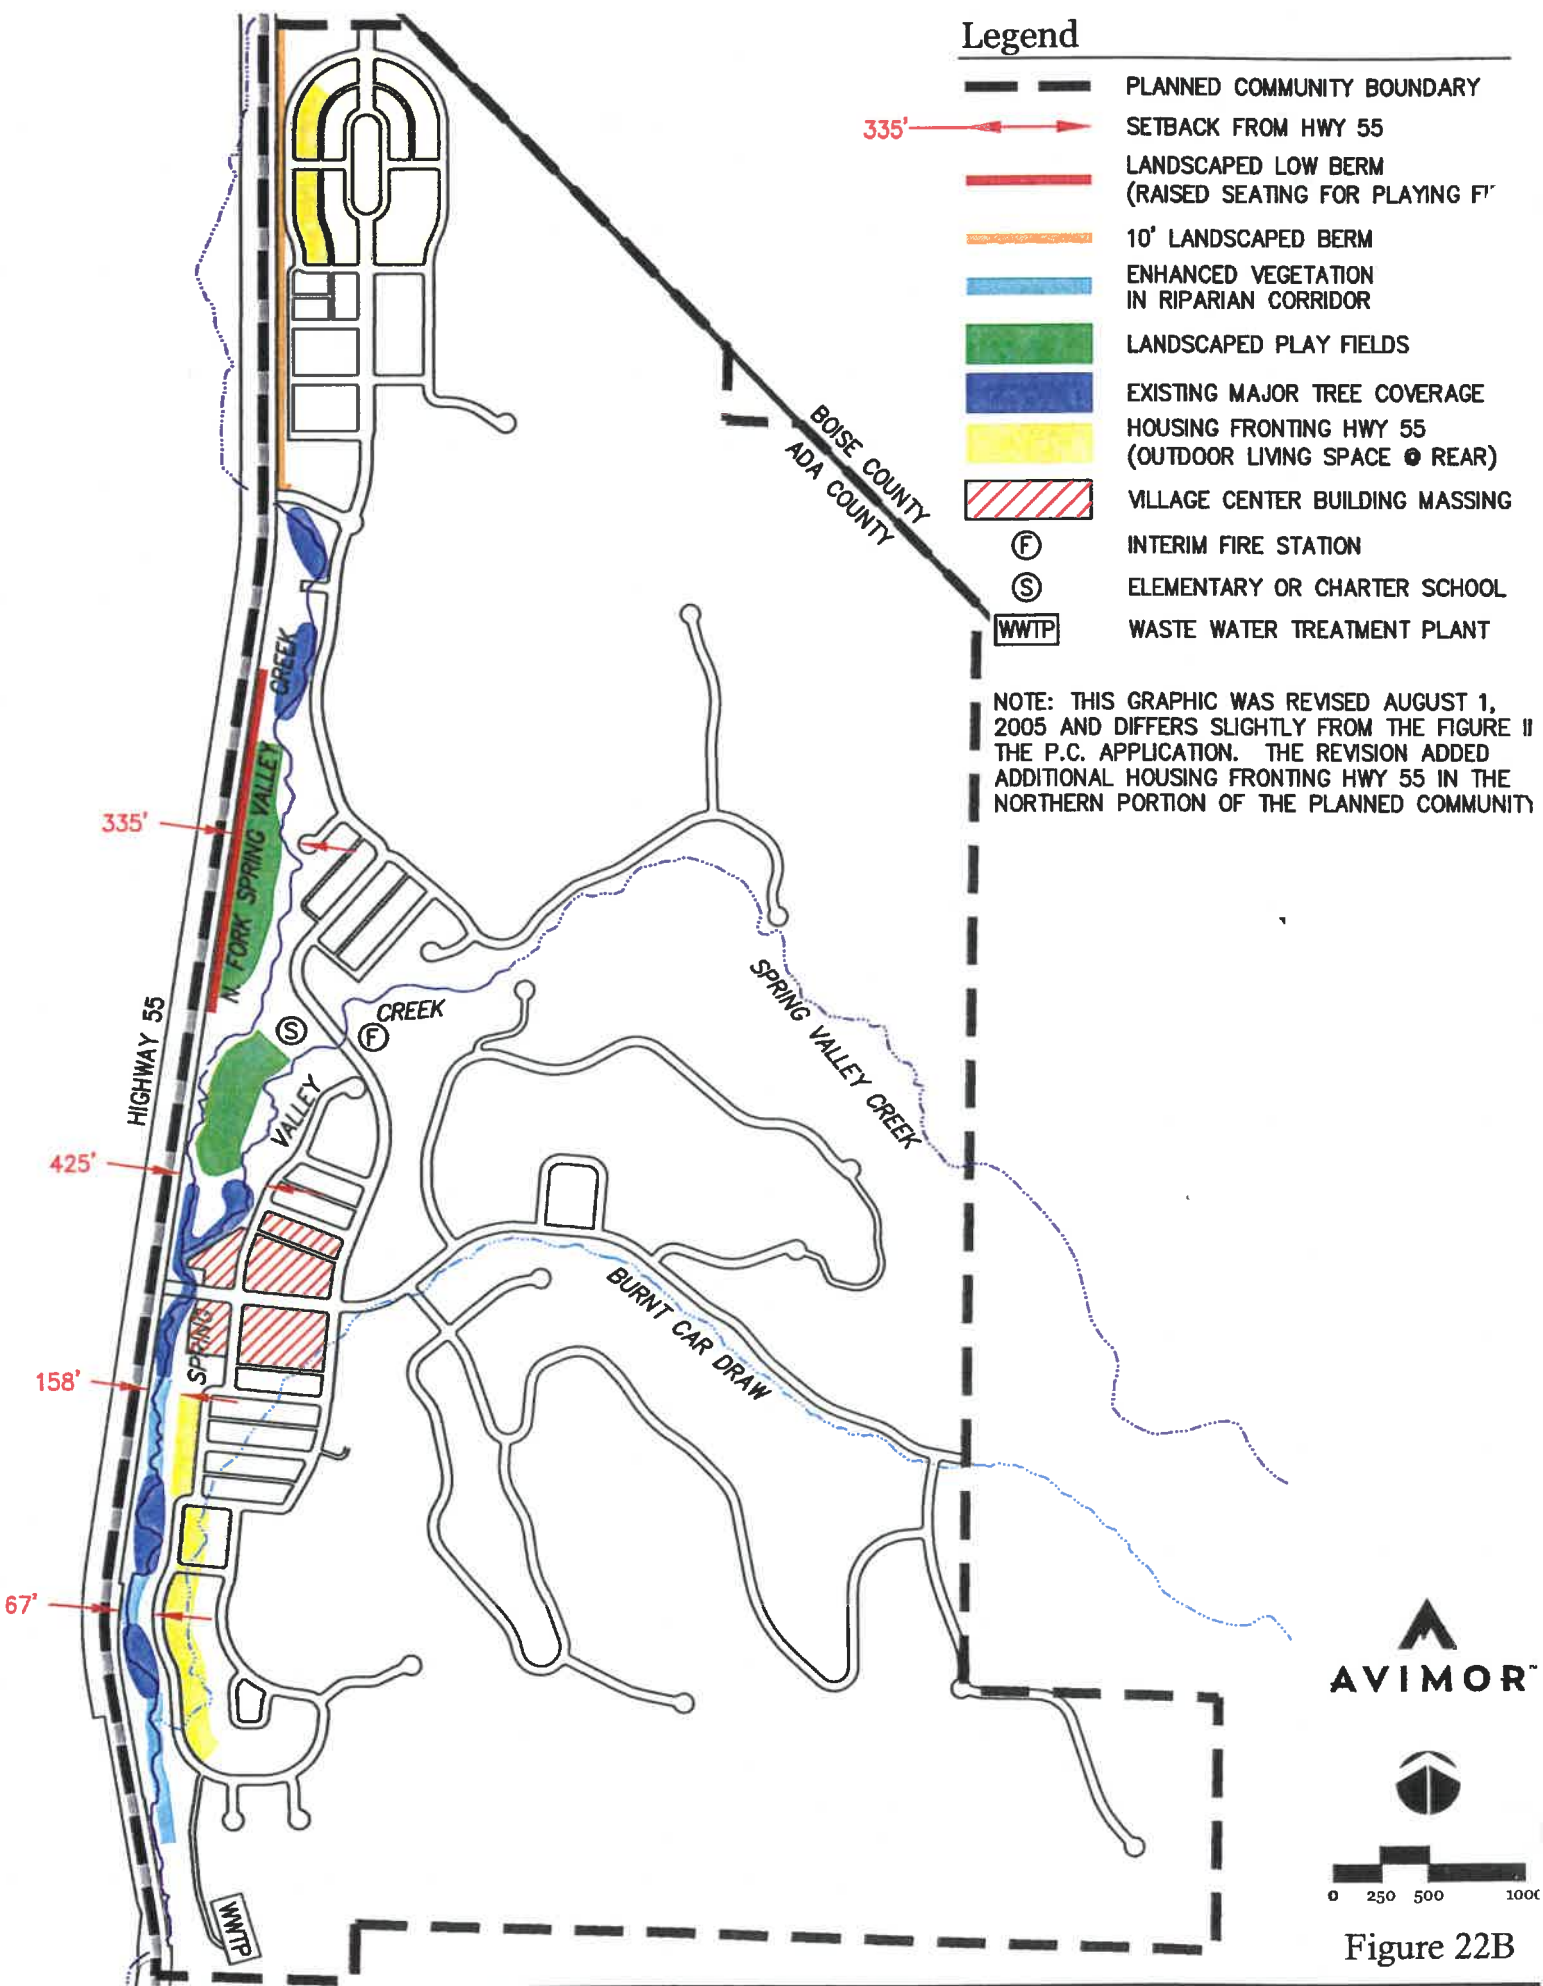 Legend
PLANNED COMMUNITY BOUNDARY
335'
SETBACK FROM HWY 55
LANDSCAPED LOW BERM
(RAISED SEATING FOR PLAYING
10' LANDSCAPED BERM
ENHANCED VEGETATION
IN RIPARIAN CORRIDOR
LANDSCAPED PLAY FIELDS
EXISTING MAJOR TREE COVERAGE
HOUSING FRONTING HWY 55
(OUTDOOR LIVING SPACE @ REAR)
VILLAGE CENTER BUILDING MASSING
F
INTERIM FIRE STATION
S
ELEMENTARY OR CHARTER SCHOOL
WWTP
WASTE WATER TREATMENT PLANT
NOTE: THIS GRAPHIC WAS REVISED AUGUST 1,
2005 AND DIFFERS SLIGHTLY FROM THE FIGURE
THE P.C. APPLICATION. THE REVISION ADDED
ADDITIONAL HOUSING FRONTING HWY 55 IN THE
NORTHERN PORTION OF THE PLANNED COMMUNITY
BOISE COUNTY
ADA COUNTY
N. FORK SPRING VALLEY CREEK
335'
HIGHWAY 55
S
F
SPRING VALLEY CREEK
SPRING VALLEY CREEK
425'
BURNT CAR DRAW
158'
67'
WWTP
AVIMOR™
0 250 500 1000
Figure 22B